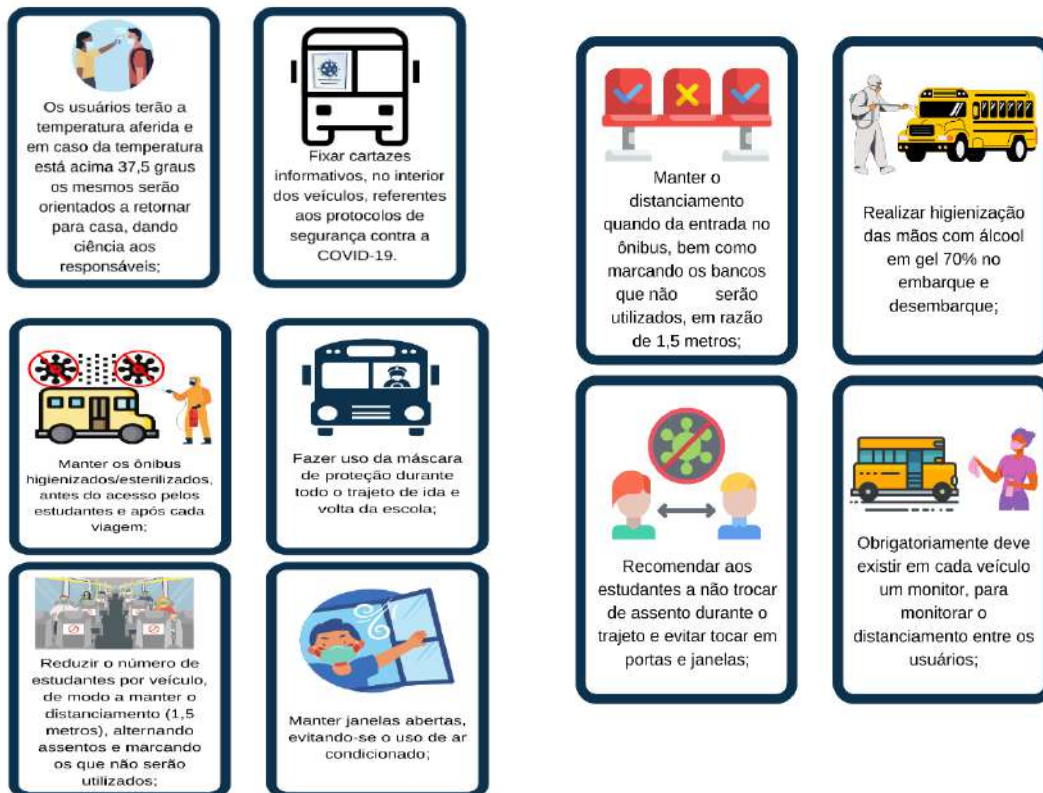 Os usuários terão a
temperatura aferida e
em caso da temperatura
está acima 37,5 graus
os mesmos serão
orientados a retornar
para casa, dando
ciência aos
responsáveis;
Fixar cartazes
informativos, no interior
dos veículos, referentes
aos protocolos de
segurança contra a
COVID-19.
Manter o
distanciamento
quando da entrada no
ônibus, bem como
marcando os bancos
que não serão
utilizados, em razão
de 1,5 metros;
Realizar higienização
das mãos com álcool
em gel 70% no
embarque e
desembarque;
Manter os ônibus
higienizados/esterilizados,
antes do acesso pelos
estudantes e após cada
viagem;
Fazer uso da máscara
de proteção durante
todo o trajeto de ida e
volta da escola;
Recomendar aos
estudantes a não trocar
de assento durante o
trajeto e evitar tocar em
portas e janelas;
Obrigatoriamente deve
existir em cada veículo
um monitor, para
monitorar o
distanciamento entre os
usuários;
Reduzir o número de
estudantes por veículo,
de modo a manter o
distanciamento (1,5
metros), alternando
assentos e marcando
os que não serão
utilizados;
Manter janelas abertas,
evitando-se o uso de ar
condicionado;